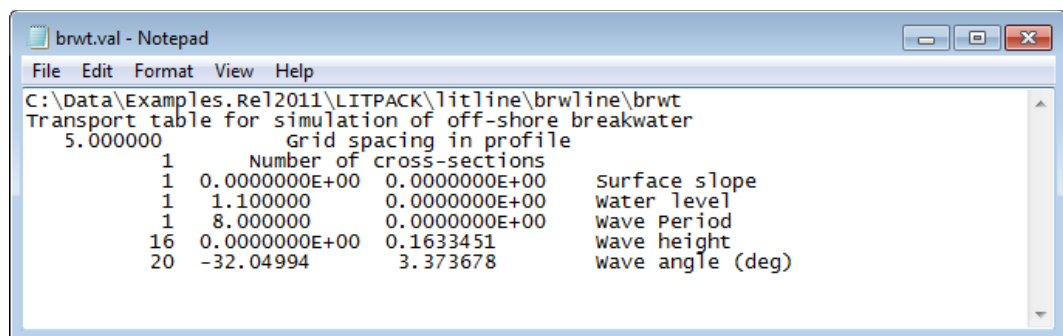 brwt.val - Notepad
File Edit Format View Help
C:\Data\Examples.Rel2011\LITPACK\litline\brwline\brwt
Transport table for simulation of off-shore breakwater
5.000000 Grid spacing in profile
1 Number of cross-sections
1 0.0000000E+00 0.0000000E+00 Surface slope
1 1.100000 0.0000000E+00 Water level
1 8.000000 0.0000000E+00 Wave Period
16 0.0000000E+00 0.1633451 Wave height
20 -32.04994 3.373678 Wave angle (deg)